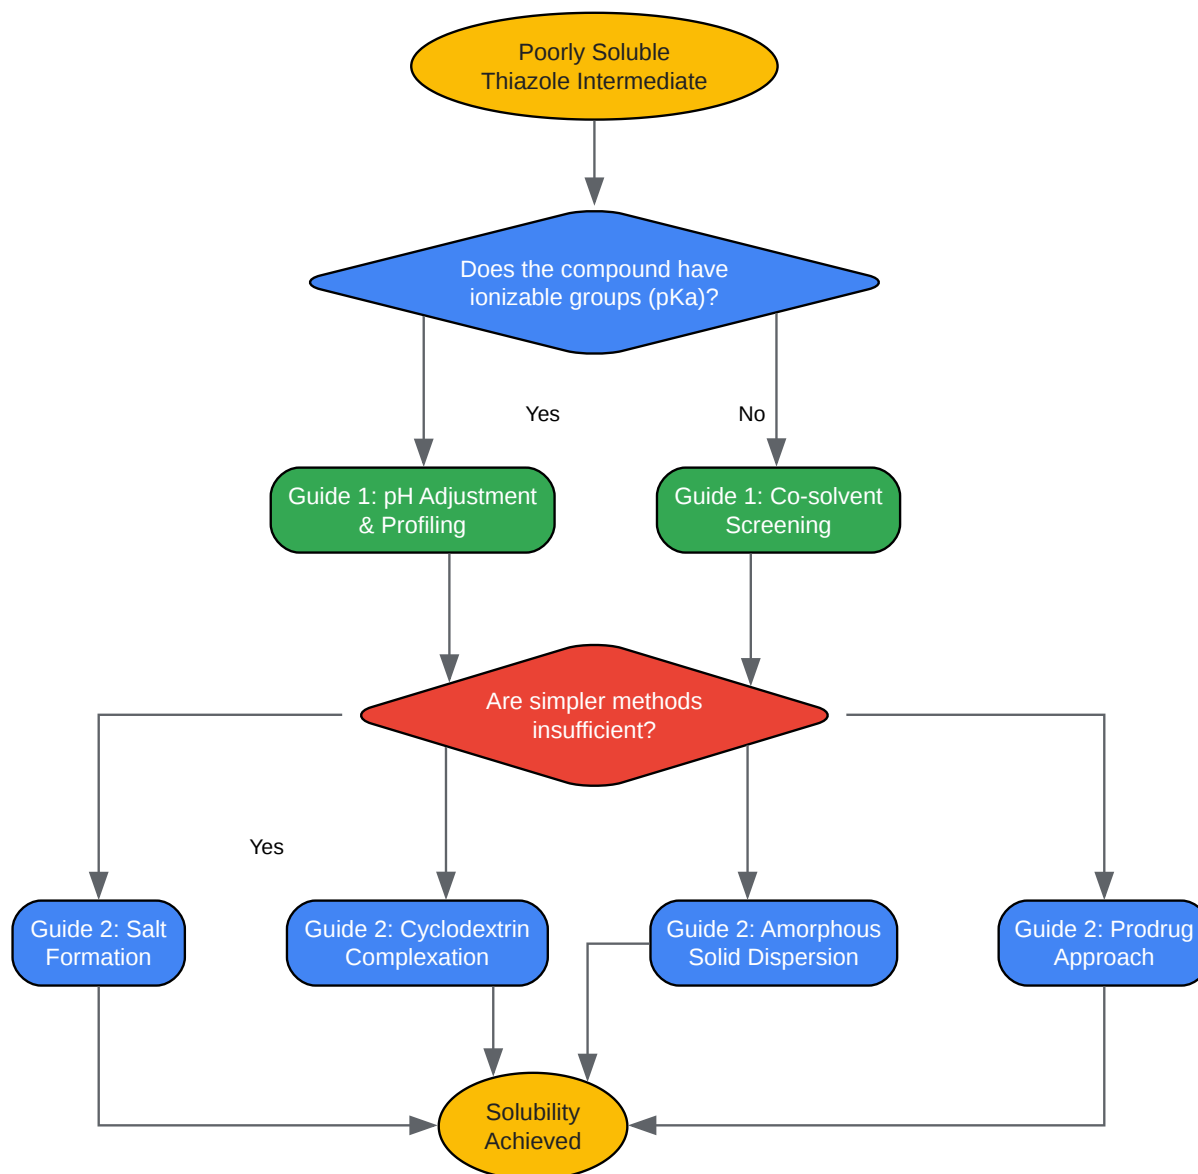 Poorly Soluble
Thiazole Intermediate
Does the compound have
ionizable groups (pKa)?
Yes
No
Guide 1: pH Adjustment
& Profiling
Guide 1: Co-solvent
Screening
Are simpler methods
insufficient?
Yes
Guide 2: Salt
Formation
Guide 2: Cyclodextrin
Complexation
Guide 2: Amorphous
Solid Dispersion
Guide 2: Prodrug
Approach
Solubility
Achieved